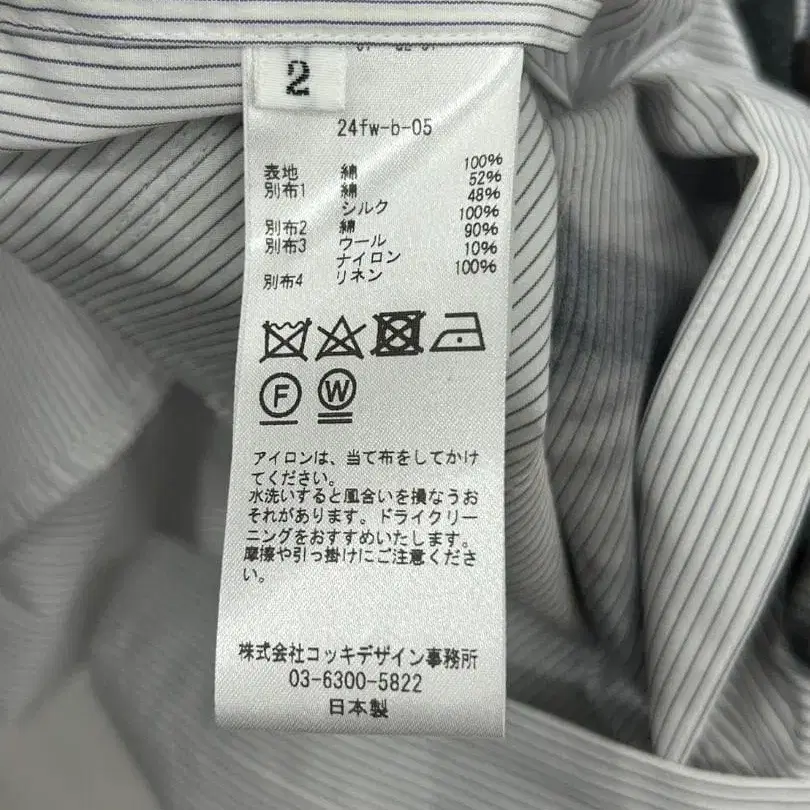 2
24fw-b-05
表地 綿 100%
別布1 綿 52%
シルク 48%
別布2 綿 100%
別布3 ウール 90%
ナイロン 10%
別布4 リネン 100%
F W
アイロンは、当て布をしてかけ
てください。
水洗いすると風合いを損なうお
それがあります。ドライクリー
ニングをおすすめいたします。
摩擦や引っ掛けにご注意くださ
い。
株式会社コッキデザイン事務所
03-6300-5822
日本製